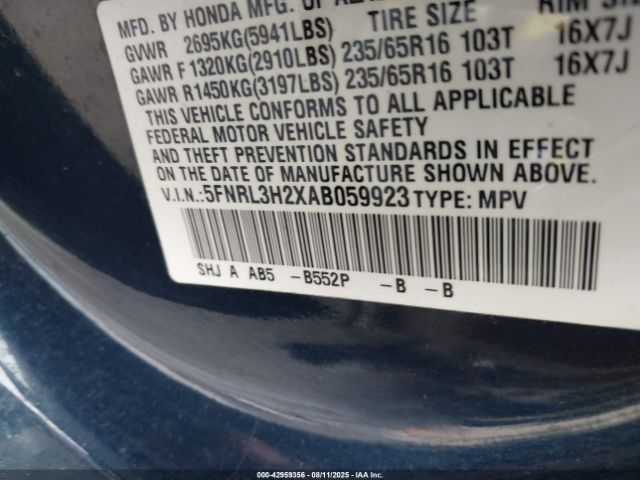 MFD. BY HONDA MFG. OF
TIRE SIZE RIM
GVWR 2695KG(5941LBS)
GAWR F 1320KG(2910LBS) 235/65R16 103T 16X7J
GAWR R1450KG(3197LBS) 235/65R16 103T 16X7J
THIS VEHICLE CONFORMS TO ALL APPLICABLE
FEDERAL MOTOR VEHICLE SAFETY
AND THEFT PREVENTION STANDARDS IN EFFECT
ON THE DATE OF MANUFACTURE SHOWN ABOVE.
V.I.N.:5FNRL3H2XAB059923 TYPE: MPV
SHJ A AB5 -B552P -B -B
000-42959356 - 08/11/2025 - IAA Inc.